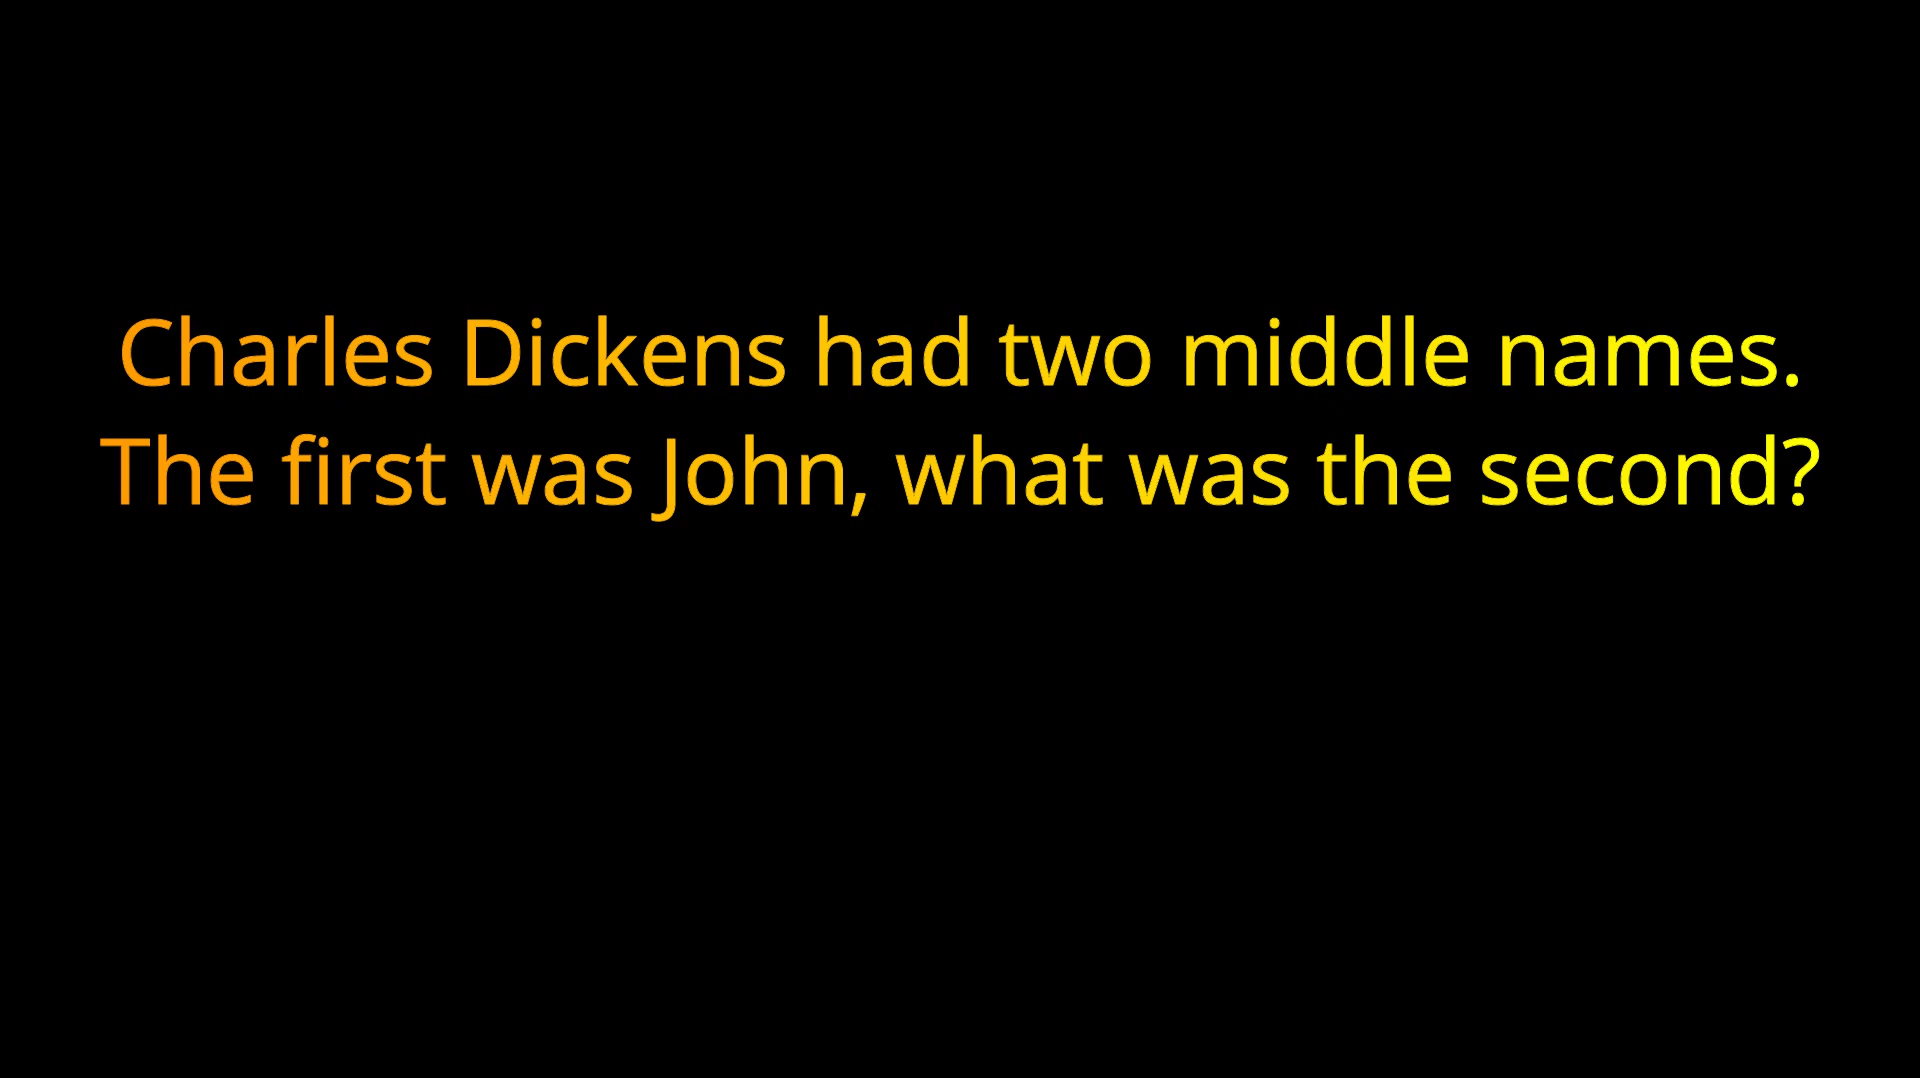 Charles Dickens had two middle names.
The first was John, what was the second?